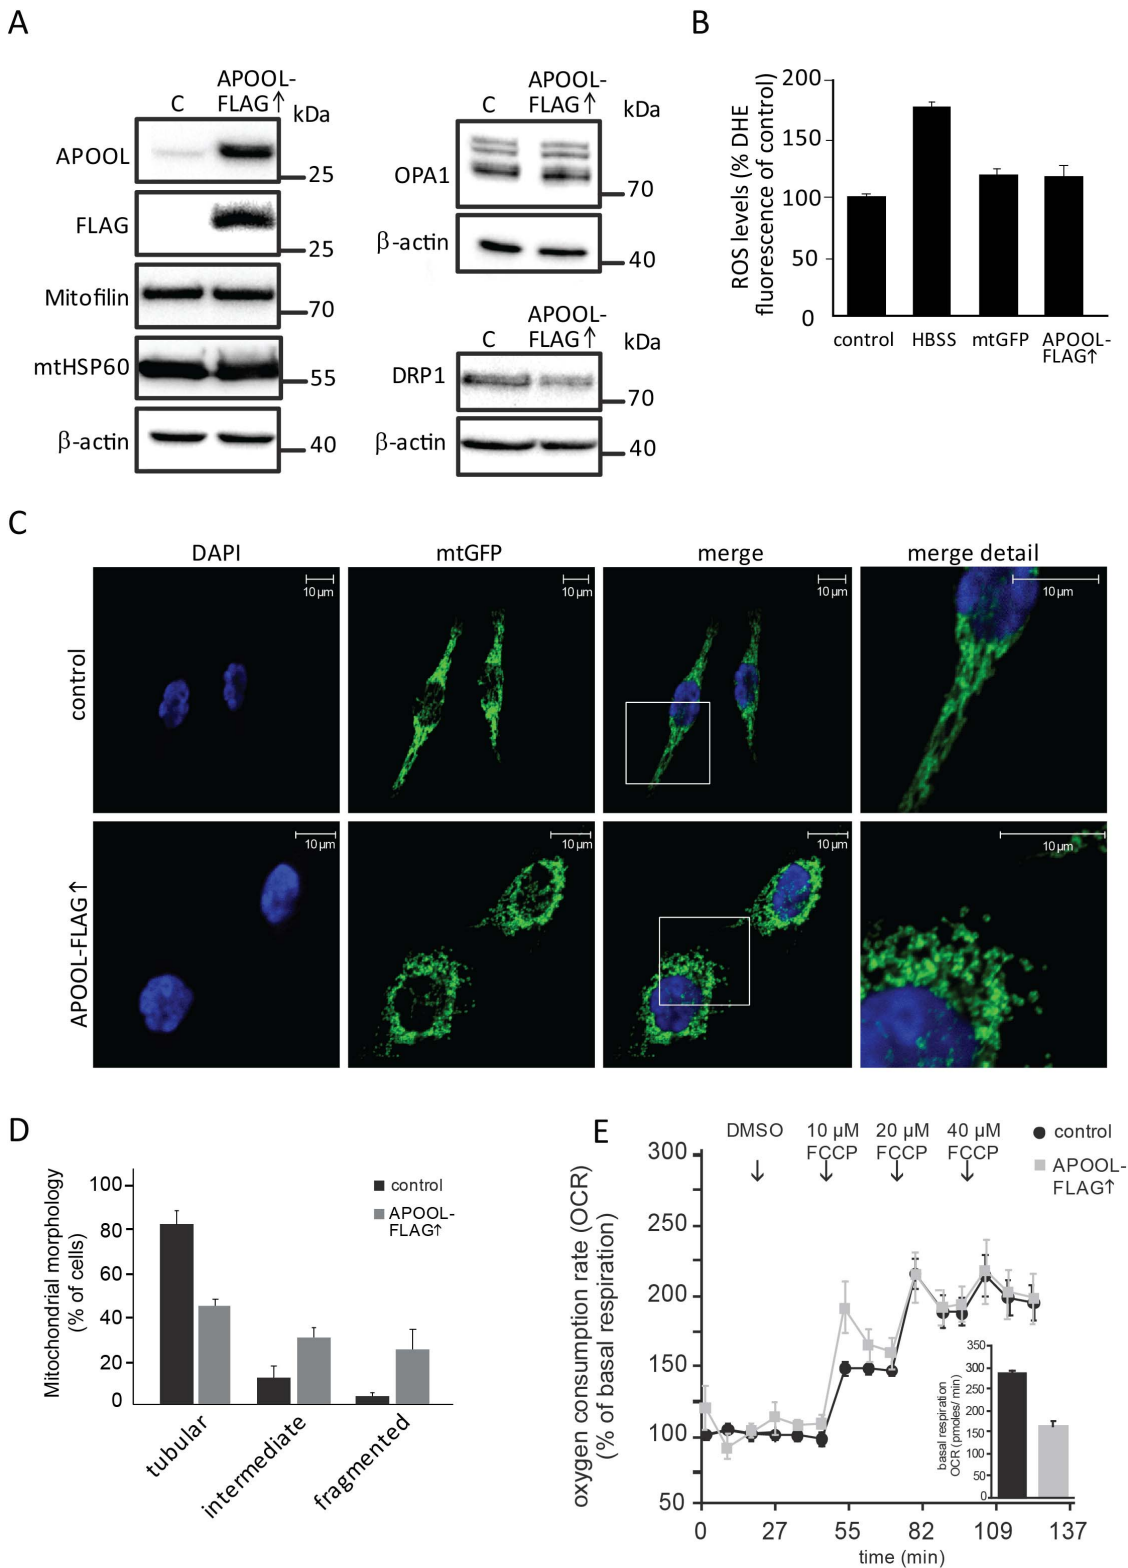 A
APOOL-
C
FLAG↑
kDa
APOOL
25
FLAG
25
Mitofilin
70
mtHSP60
55
β-actin
40
APOOL-
C
FLAG↑
kDa
OPA1
70
β-actin
40
APOOL-
C
FLAG↑
kDa
DRP1
70
β-actin
40
B
ROS levels (% DHE
fluorescence of control)
200
150
100
50
0
control
HBSS
mtGFP
APOOL-
FLAG↑
C
DAPI
mtGFP
merge
merge detail
control
10 µm
10 µm
10 µm
10 µm
APOOL-FLAG↑
10 µm
10 µm
10 µm
10 µm
D
Mitochondrial morphology
(% of cells)
100
80
60
40
20
0
control
APOOL-
FLAG↑
tubular
intermediate
fragmented
E
oxygen consumption rate (OCR)
(% of basal respiration)
300
250
200
150
100
50
DMSO
10 µM
FCCP
20 µM
FCCP
40 µM
FCCP
control
APOOL-
FLAG↑
basal respiration
OCR (pmoles/ min)
350
300
250
200
150
100
50
0
0
27
55
82
109
137
time (min)